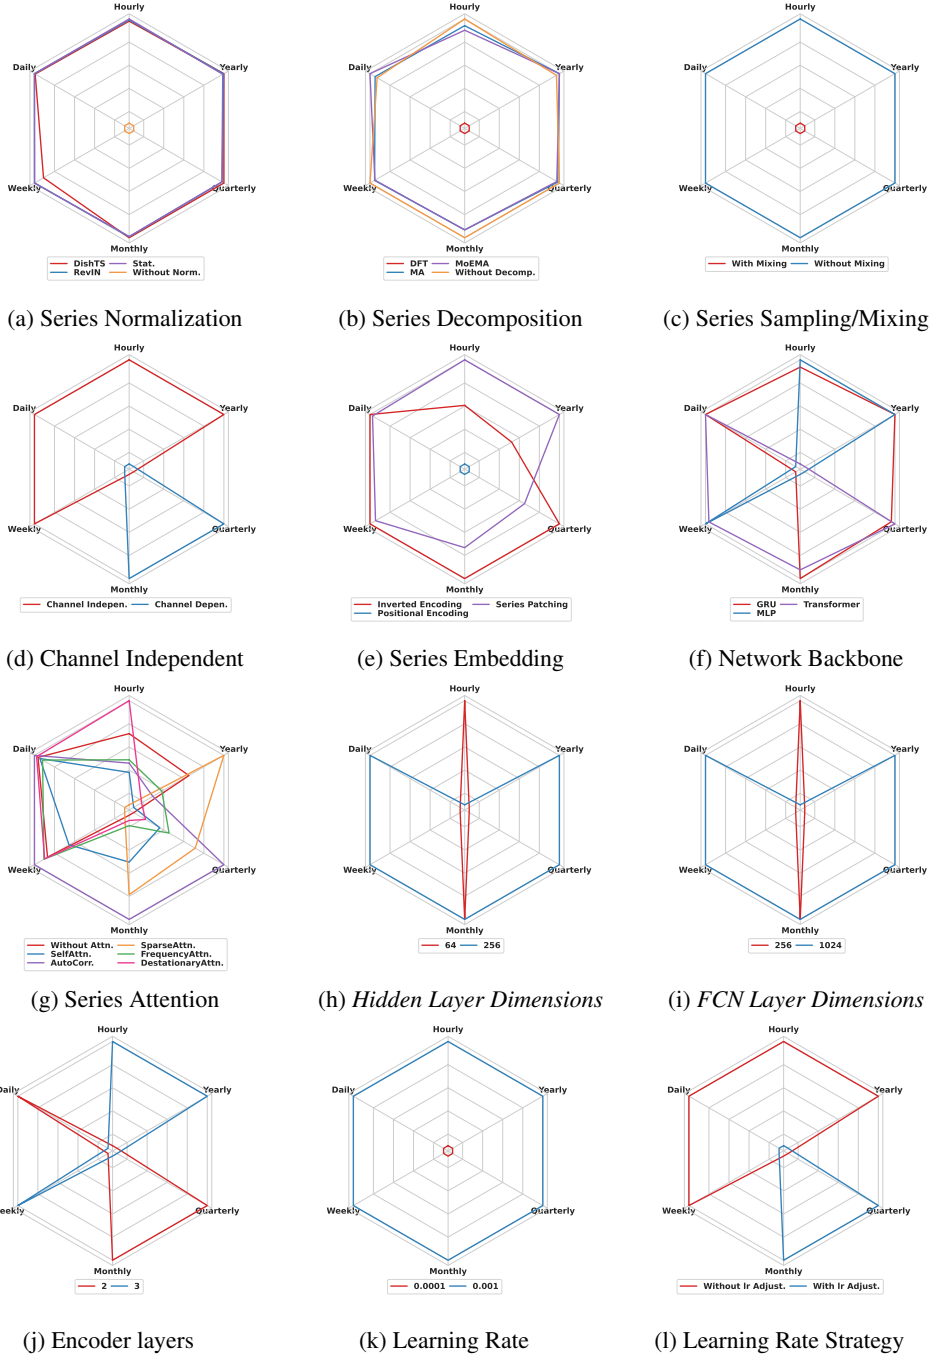 Hourly Hourly Hourly
Daily Yearly Daily Yearly Daily Yearly
Weekly Quarterly Weekly Quarterly Weekly Quarterly
Monthly Monthly Monthly
DishTS Stat. DFT MoEMA With Mixing Without Mixing
RevIN Without Norm. MA Without Decomp.
(a) Series Normalization (b) Series Decomposition (c) Series Sampling/Mixing
Hourly Hourly Hourly
Daily Yearly Daily Yearly Daily Yearly
Weekly Quarterly Weekly Quarterly Weekly Quarterly
Monthly Monthly Monthly
Channel Indepen. Channel Depen. Inverted Encoding Series Patching GRU Transformer
Positional Encoding MLP
(d) Channel Independent (e) Series Embedding (f) Network Backbone
Hourly Hourly Hourly
Daily Yearly Daily Yearly Daily Yearly
Weekly Quarterly Weekly Quarterly Weekly Quarterly
Monthly Monthly Monthly
Without Attn. SparseAttn. 64 256 256 1024
SelfAttn. FrequencyAttn.
AutoCorr. DestationaryAttn.
(g) Series Attention (h) Hidden Layer Dimensions (i) FCN Layer Dimensions
Hourly Hourly Hourly
Daily Yearly Daily Yearly Daily Yearly
eekly Quarterly Weekly Quarterly Weekly Quarterly
Monthly Monthly Monthly
2 3 0.0001 0.001 Without lr Adjust. With lr Adjust.
(j) Encoder layers (k) Learning Rate (l) Learning Rate Strategy